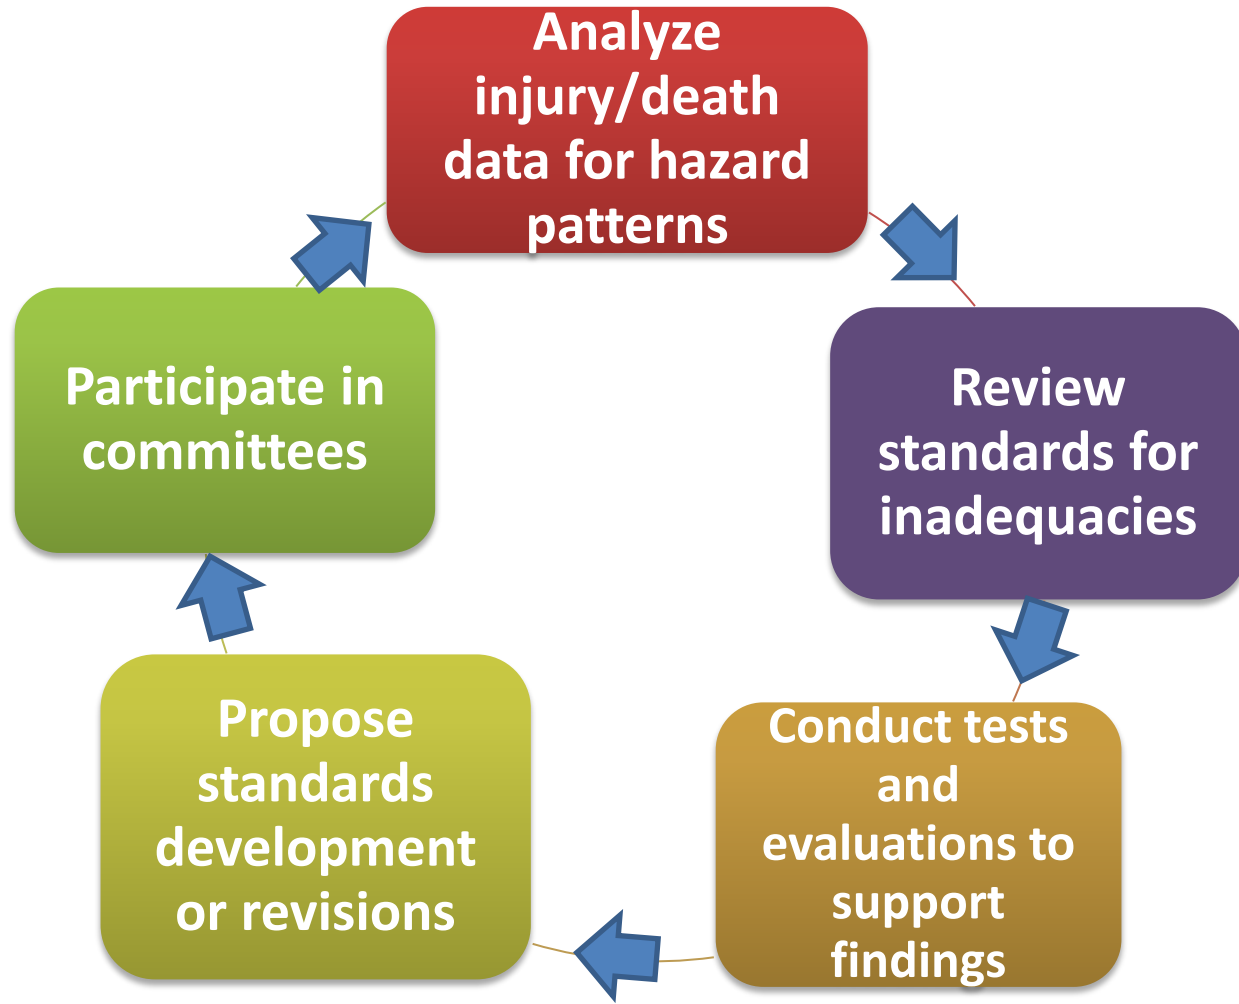 Analyze
injury/death
data for hazard
patterns
Review
standards for
inadequacies
Conduct tests
and
evaluations to
support
findings
Propose
standards
development
or revisions
Participate in
committees